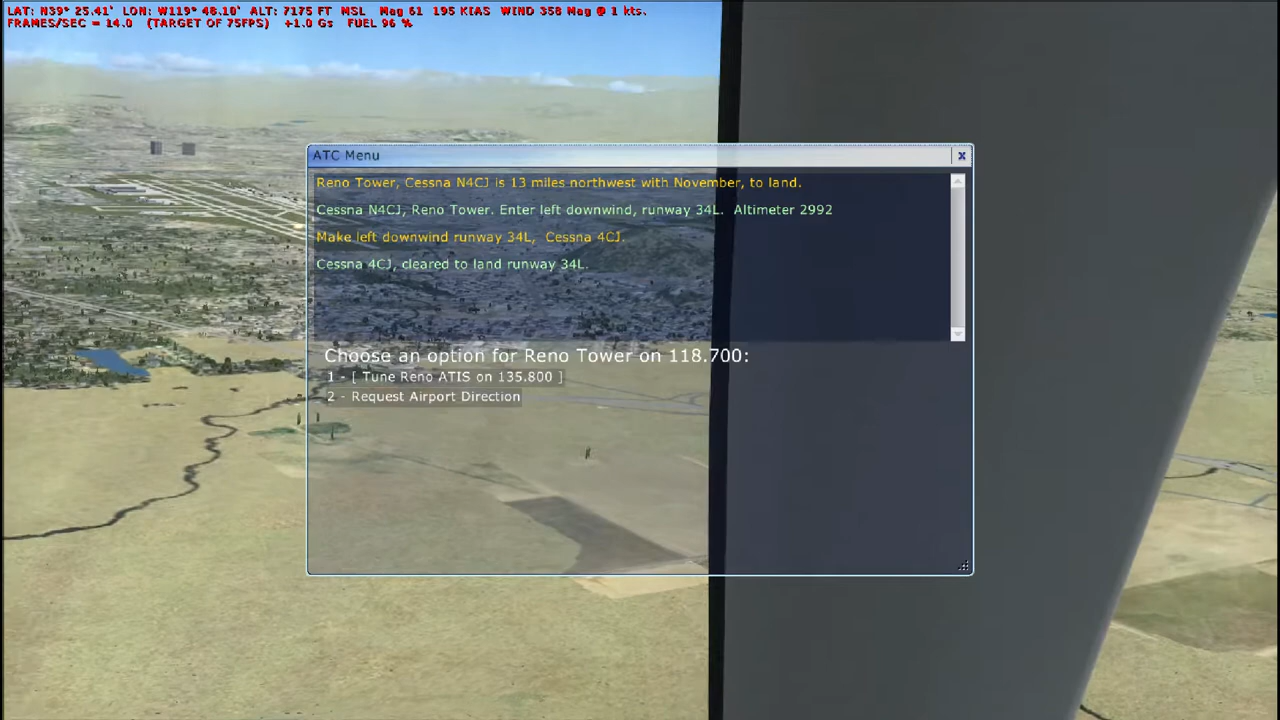 LAT: N39° 25.41' LON: W119° 48.10' ALT: 7175 FT MSL Mag 61 195 KIAS WIND 358 Mag @ 1 kts.
FRAMES/SEC = 14.0 (TARGET OF 75FPS) +1.0 Gs FUEL 96 %
ATC Menu
Reno Tower, Cessna N4CJ is 13 miles northwest with November, to land.
Cessna N4CJ, Reno Tower. Enter left downwind, runway 34L. Altimeter 2992
Make left downwind runway 34L, Cessna 4CJ.
Cessna 4CJ, cleared to land runway 34L.
Choose an option for Reno Tower on 118.700:
1 - [ Tune Reno ATIS on 135.800 ]
2 - Request Airport Direction